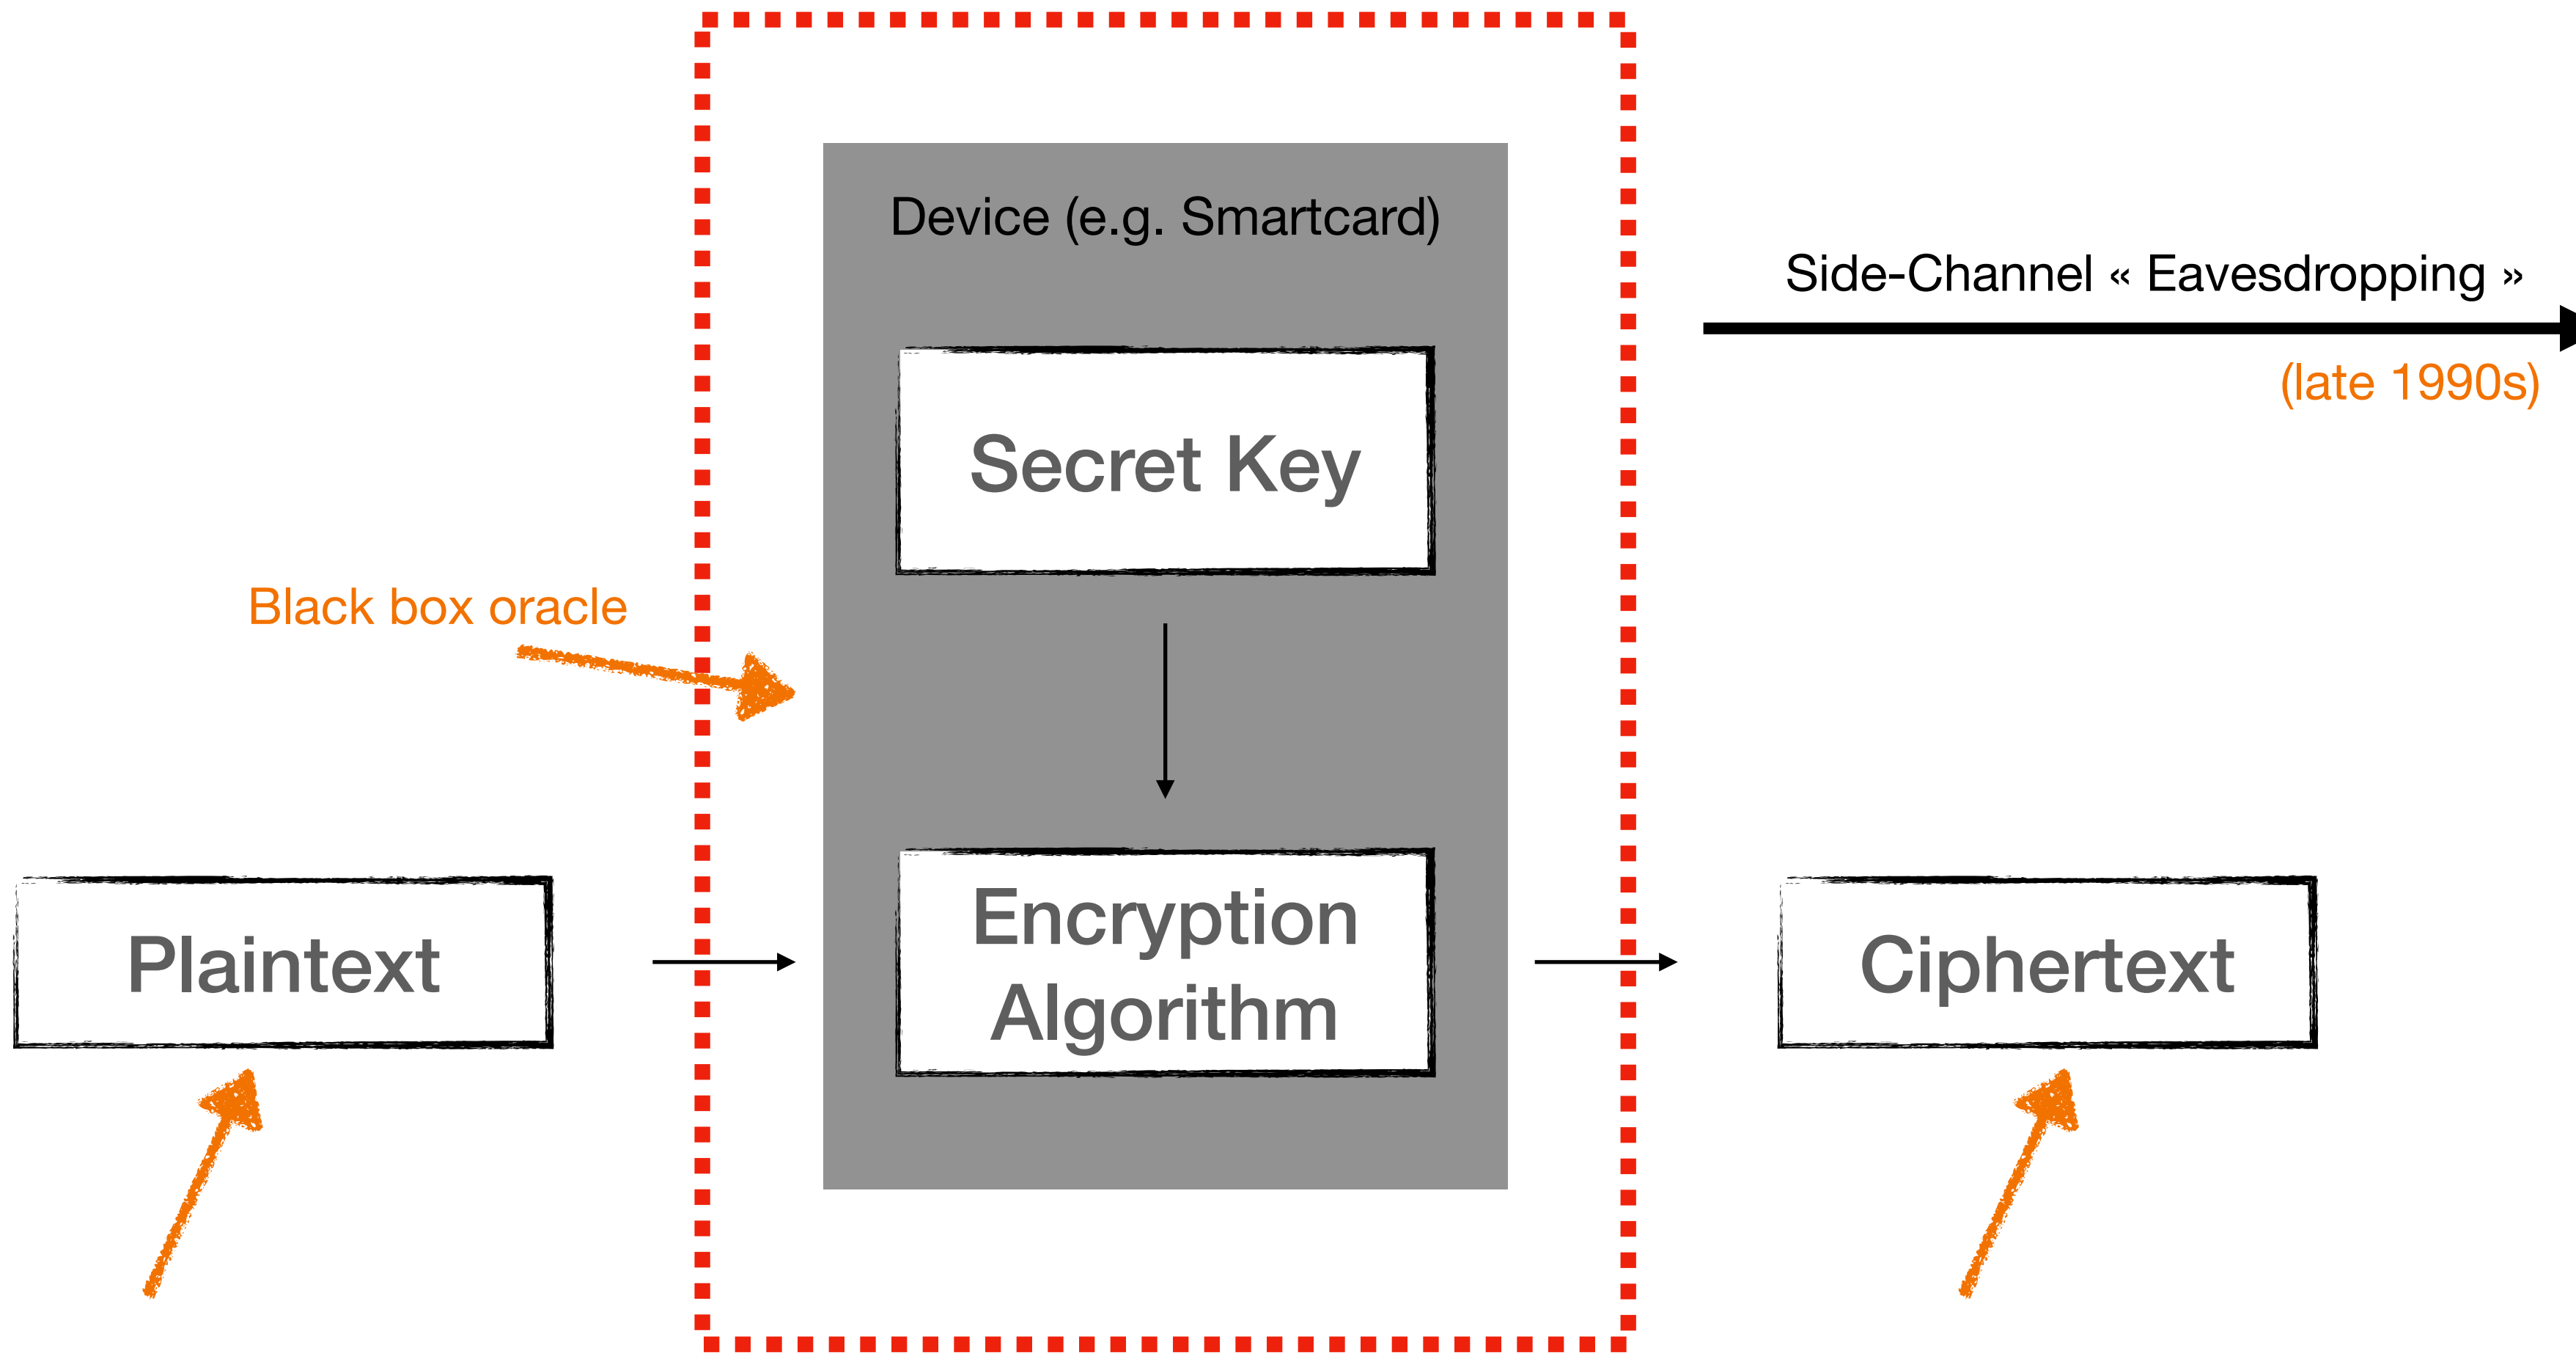 Device (e.g. Smartcard)
Side-Channel « Eavesdropping »
(late 1990s)
Secret Key
Black box oracle
Plaintext
Encryption
Algorithm
Ciphertext